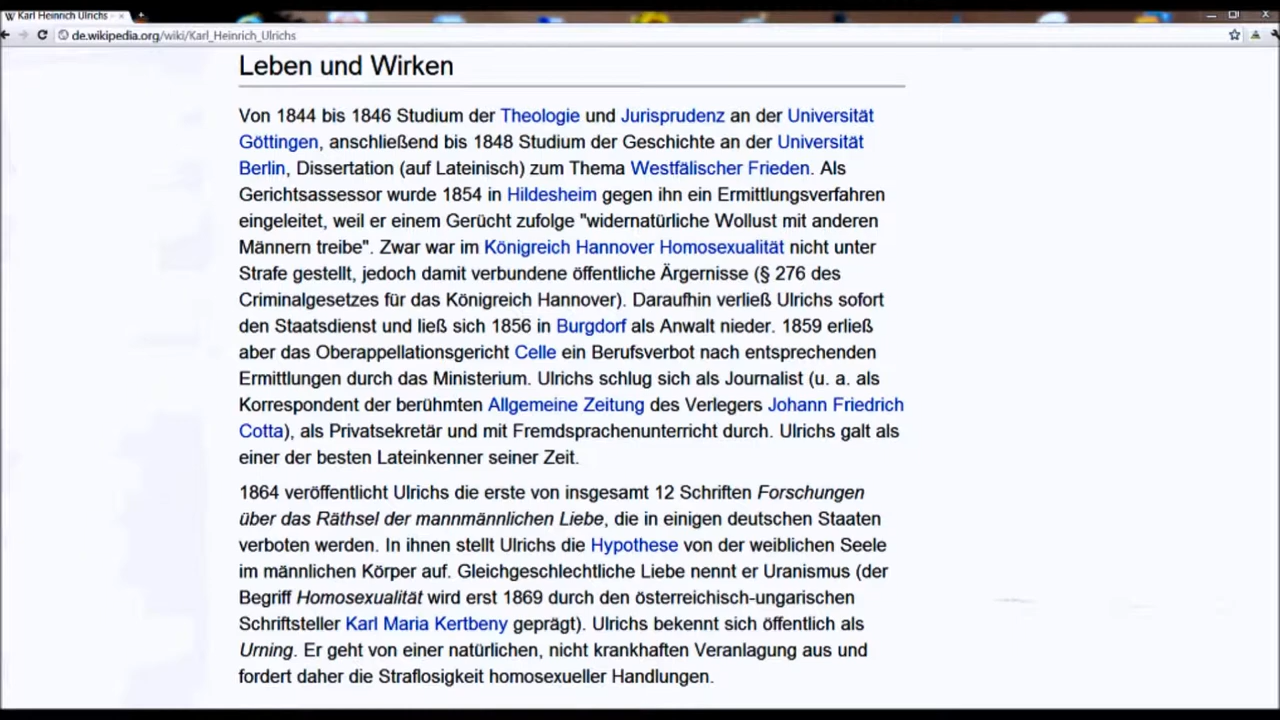 Karl Heinrich Ulrichs
de.wikipedia.org/wiki/Karl_Heinrich_Ulrichs
Leben und Wirken
Von 1844 bis 1846 Studium der Theologie und Jurisprudenz an der Universität
Göttingen, anschließend bis 1848 Studium der Geschichte an der Universität
Berlin, Dissertation (auf Lateinisch) zum Thema Westfälischer Frieden. Als
Gerichtsassessor wurde 1854 in Hildesheim gegen ihn ein Ermittlungsverfahren
eingeleitet, weil er einem Gerücht zufolge "widernatürliche Wollust mit anderen
Männern treibe". Zwar war im Königreich Hannover Homosexualität nicht unter
Strafe gestellt, jedoch damit verbundene öffentliche Ärgernisse (§ 276 des
Criminalgesetzes für das Königreich Hannover). Daraufhin verließ Ulrichs sofort
den Staatsdienst und ließ sich 1856 in Burgdorf als Anwalt nieder. 1859 erließ
aber das Oberappellationsgericht Celle ein Berufsverbot nach entsprechenden
Ermittlungen durch das Ministerium. Ulrichs schlug sich als Journalist (u. a. als
Korrespondent der berühmten Allgemeine Zeitung des Verlegers Johann Friedrich
Cotta), als Privatsekretär und mit Fremdsprachenunterricht durch. Ulrichs galt als
einer der besten Lateinkenner seiner Zeit.
1864 veröffentlicht Ulrichs die erste von insgesamt 12 Schriften Forschungen
über das Räthsel der mannmännlichen Liebe, die in einigen deutschen Staaten
verboten werden. In ihnen stellt Ulrichs die Hypothese von der weiblichen Seele
im männlichen Körper auf. Gleichgeschlechtliche Liebe nennt er Uranismus (der
Begriff Homosexualität wird erst 1869 durch den österreichisch-ungarischen
Schriftsteller Karl Maria Kertbeny geprägt). Ulrichs bekennt sich öffentlich als
Urning. Er geht von einer natürlichen, nicht krankhaften Veranlagung aus und
fordert daher die Straflosigkeit homosexueller Handlungen.